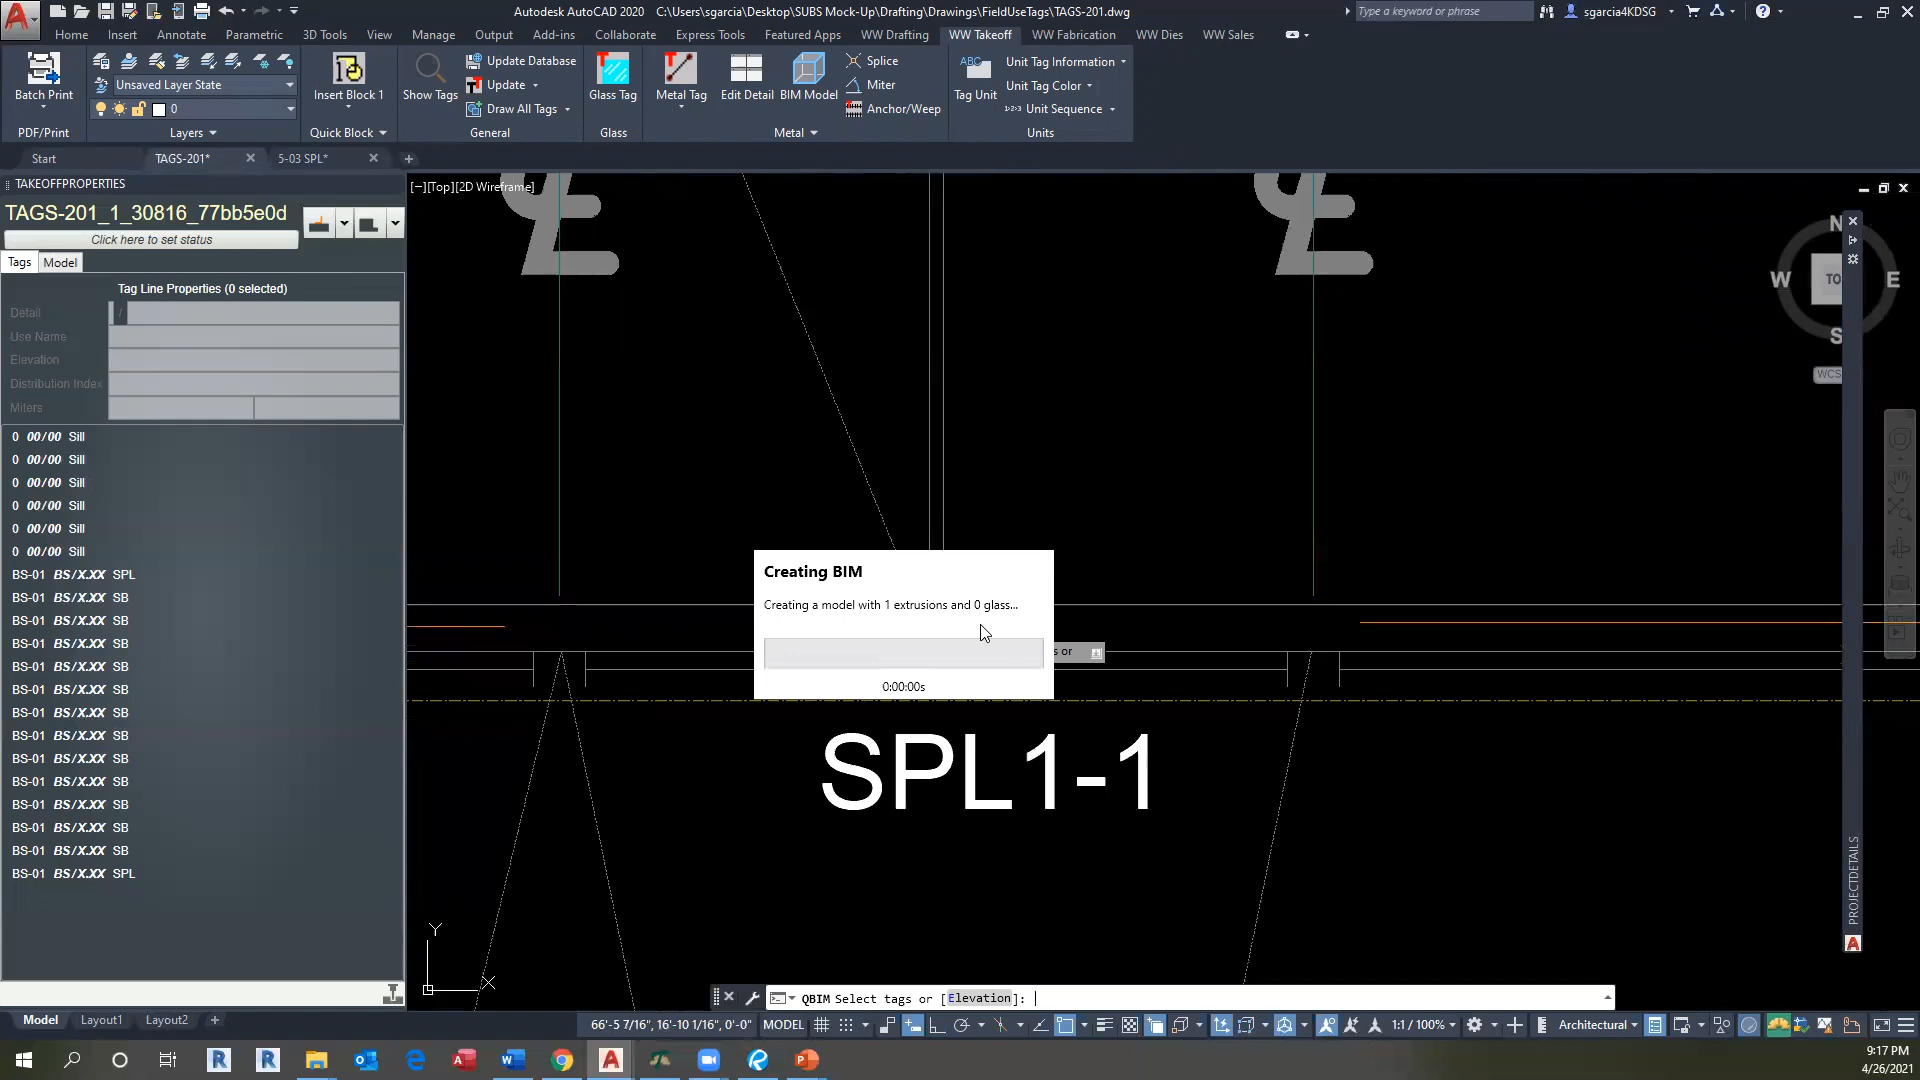 Autodesk AutoCAD 2020 C:\Users\sgarcia\Desktop\SUBS Mock-Up\Drafting\Drawings\FieldUseTags\TAGS-201.dwg
Type a keyword or phrase
sgarcia4KDSG
Home Insert Annotate Parametric 3D Tools View Manage Output Add-ins Collaborate Express Tools Featured Apps WW Drafting WW Takeoff WW Fabrication WW Dies WW Sales
Batch Print
PDF/Print
Unsaved Layer State
0
Layers
Insert Block 1
Quick Block
Show Tags
Update Database
Update
Draw All Tags
General
Glass Tag
Glass
Metal Tag
Edit Detail
BIM Model
Splice
Miter
Anchor/Weep
Metal
ABC
Tag Unit
Unit Tag Information
Unit Tag Color
Unit Sequence
Units
Start TAGS-201* 5-03 SPL*
TAKEOFFPROPERTIES
TAGS-201_1_30816_77bb5e0d
Click here to set status
Tags Model
Tag Line Properties (0 selected)
Detail /
Use Name
Elevation
Distribution Index
Miters
0 00/00 Sill
0 00/00 Sill
0 00/00 Sill
0 00/00 Sill
0 00/00 Sill
0 00/00 Sill
BS-01 BS/X.XX SPL
BS-01 BS/X.XX SB
BS-01 BS/X.XX SB
BS-01 BS/X.XX SB
BS-01 BS/X.XX SB
BS-01 BS/X.XX SB
BS-01 BS/X.XX SB
BS-01 BS/X.XX SB
BS-01 BS/X.XX SB
BS-01 BS/X.XX SB
BS-01 BS/X.XX SB
BS-01 BS/X.XX SB
BS-01 BS/X.XX SB
BS-01 BS/X.XX SPL
[−][Top][2D Wireframe]
N
W
TO
E
S
WCS
Creating BIM
Creating a model with 1 extrusions and 0 glass...
0:00:00s
s or
SPL1-1
Y
X
PROJECTDETAILS
QBIM Select tags or [Elevation]:
Model Layout1 Layout2
66'-5 7/16", 16'-10 1/16", 0'-0" MODEL
1:1 / 100%
Architectural
9:17 PM
4/26/2021